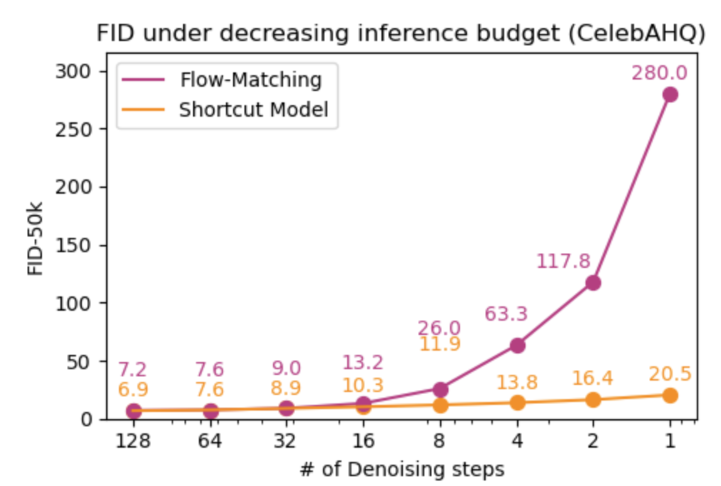 FID under decreasing inference budget (CelebAHQ)
Flow-Matching
Shortcut Model
300
250
200
150
100
50
0
FID-50k
280.0
117.8
63.3
26.0
11.9
7.2 7.6 9.0 13.2
6.9 7.6 8.9 10.3 13.8 16.4 20.5
128 64 32 16 8 4 2 1
# of Denoising steps